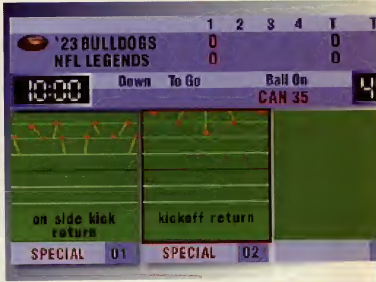 1 2 3 4 T T
'23 BULLDOGS 0 0
NFL LEGENDS 0 0
10:00 Down To Go Ball On 4
CAN 35
on side kick
return
kickoff return
SPECIAL 01 SPECIAL 02